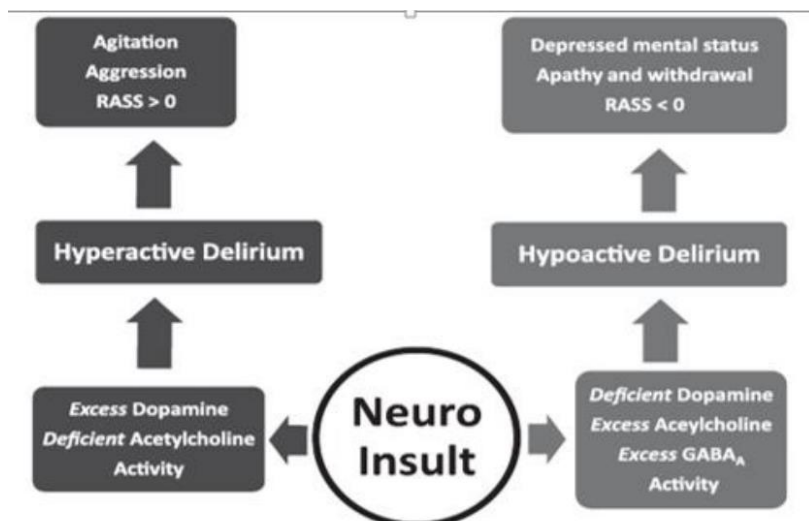 Agitation
Aggression
RASS > 0
Depressed mental status
Apathy and withdrawal
RASS < 0
Hyperactive Delirium
Hypoactive Delirium
Excess Dopamine
Deficient Acetylcholine
Activity
Neuro
Insult
Deficient Dopamine
Excess Aceylcholine
Excess GABAA
Activity